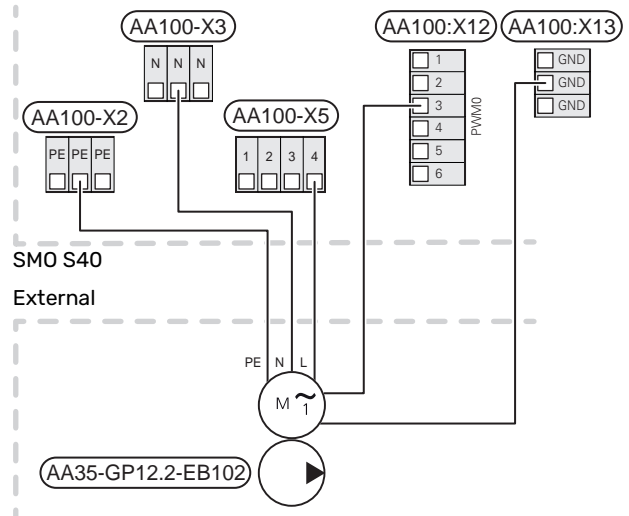 AA100-X3
AA100:X12
AA100:X13
N N N
1
2
3
4
5
6
PWM0
GND
GND
GND
AA100-X2
AA100-X5
PE PE PE
1 2 3 4
SMO S40
External
PE N L
M ~
1
AA35-GP12.2-EB102